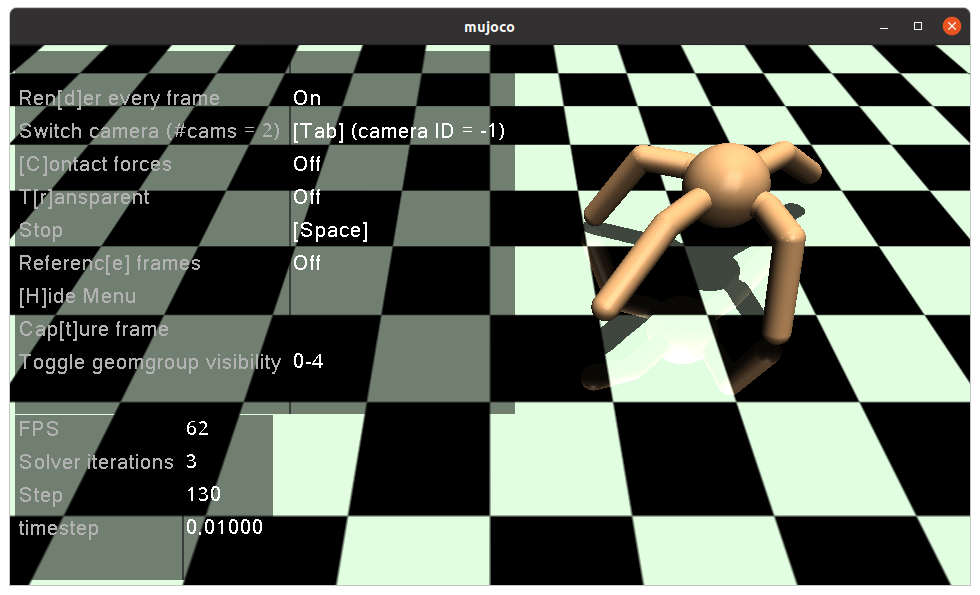 mujoco
Ren[d]er every frame On
Switch camera (#cams = 2) [Tab] (camera ID = -1)
[C]ontact forces Off
T[r]ansparent Off
Stop [Space]
Referenc[e] frames Off
[H]ide Menu
Cap[t]ure frame
Toggle geomgroup visibility 0-4
FPS 62
Solver iterations 3
Step 130
timestep 0.01000